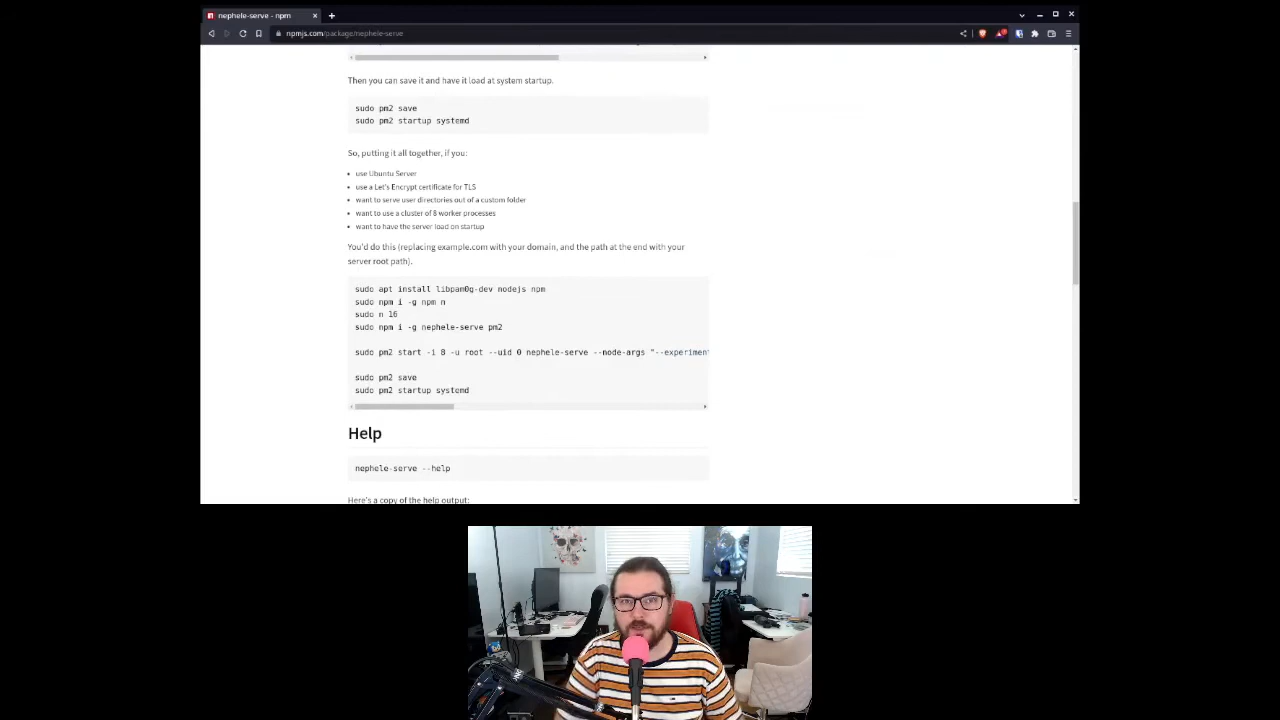 nephele-serve - npm
npmjs.com/package/nephele-serve
Then you can save it and have it load at system startup.
sudo pm2 save
sudo pm2 startup systemd
So, putting it all together, if you:
• use Ubuntu Server
• use a Let's Encrypt certificate for TLS
• want to serve user directories out of a custom folder
• want to use a cluster of 8 worker processes
• want to have the server load on startup
You'd do this (replacing example.com with your domain, and the path at the end with your
server root path).
sudo apt install libpam0g-dev nodejs npm
sudo npm i -g npm n
sudo n 16
sudo npm i -g nephele-serve pm2
sudo pm2 start -i 8 -u root --uid 0 nephele-serve --node-args "--experiment
sudo pm2 save
sudo pm2 startup systemd
Help
nephele-serve --help
Here's a copy of the help output: